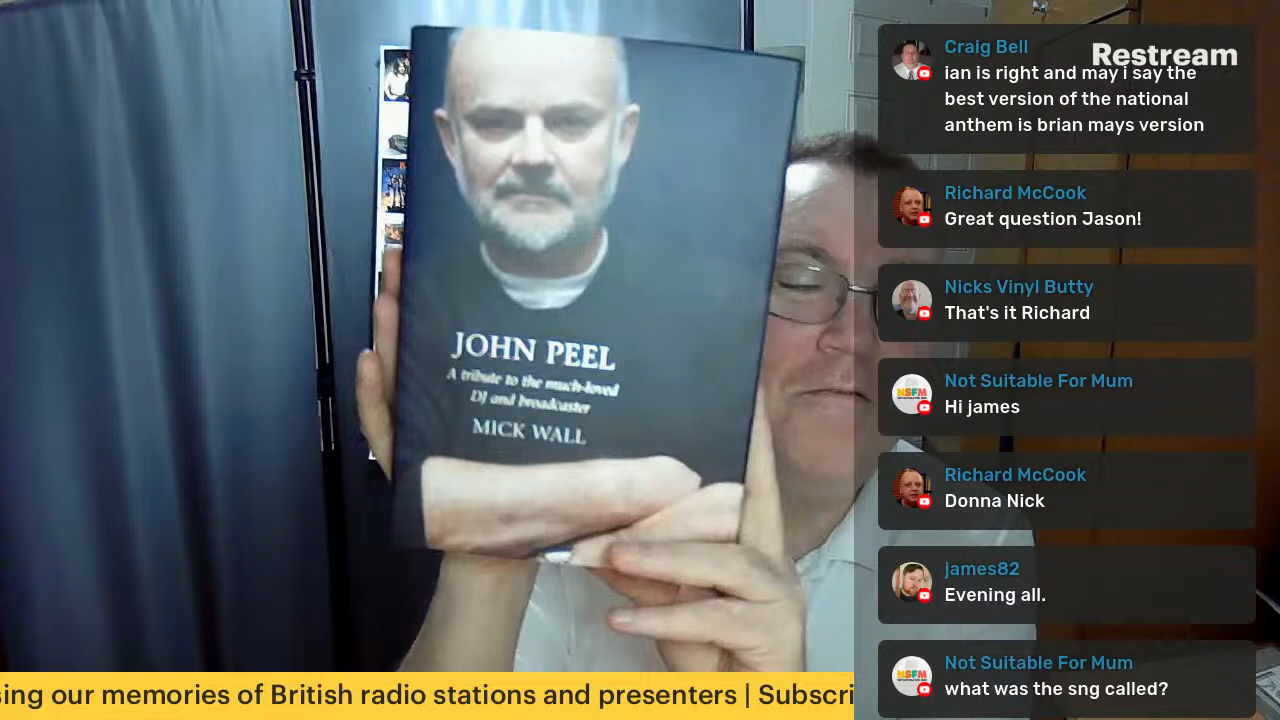 JOHN PEEL
A tribute to the much-loved
DJ and broadcaster
MICK WALL
sing our memories of British radio stations and presenters | Subscri
Restream
Craig Bell
ian is right and may i say the
best version of the national
anthem is brian mays version
Richard McCook
Great question Jason!
Nicks Vinyl Butty
That's it Richard
NSFM
Not Suitable For Mum
Hi james
Richard McCook
Donna Nick
james82
Evening all.
NSFM
Not Suitable For Mum
what was the sng called?